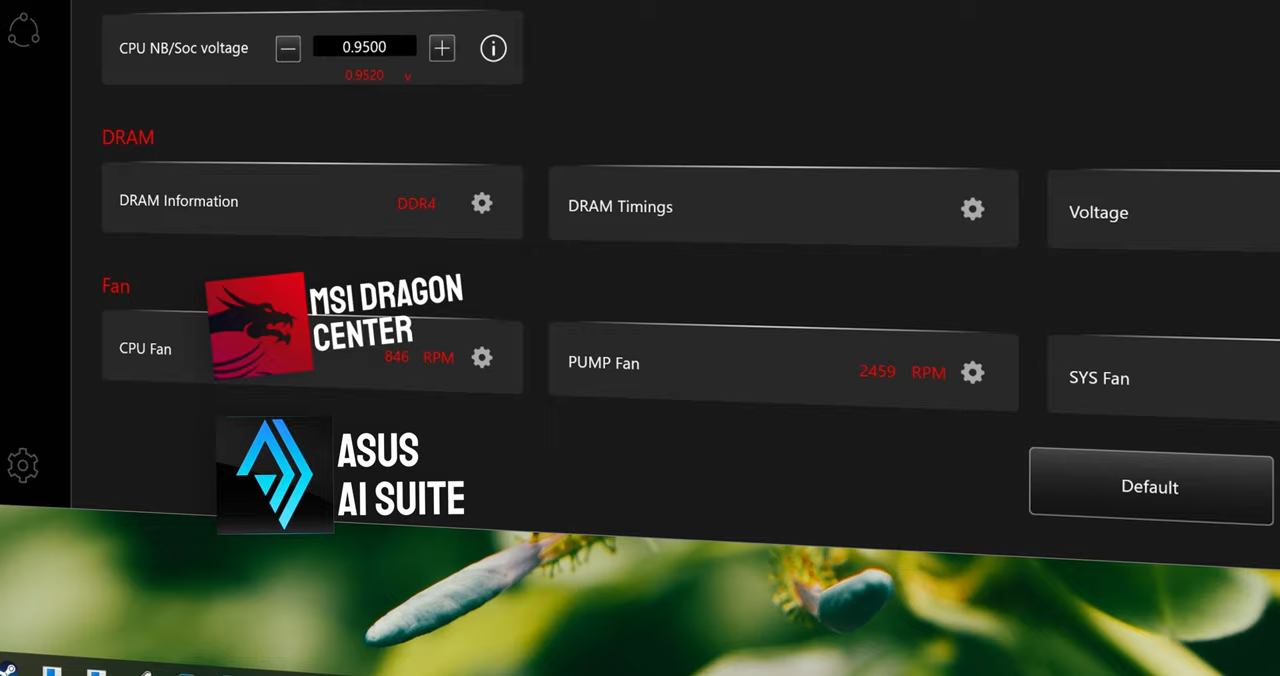 CPU NB/Soc voltage
0.9500
0.9520 v
DRAM
DRAM Information
DDR4
DRAM Timings
Voltage
Fan
MSI DRAGON
CENTER
CPU Fan
846 RPM
PUMP Fan
2459 RPM
SYS Fan
ASUS
AI SUITE
Default